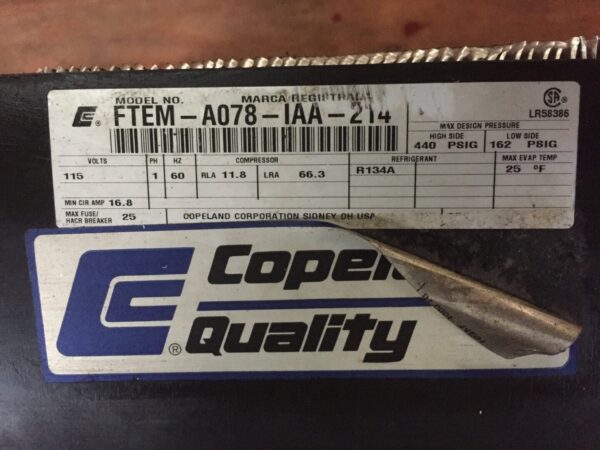 MODEL NO. MARCA REGISTRADA
FTEM-A078-IAA-214
SA
LR58386
MAX DESIGN PRESSURE
HIGH SIDE LOW SIDE
440 PSIG 162 PSIG
VOLTS PH HZ COMPRESSOR REFRIGERANT MAX EVAP TEMP
115 1 60 RLA 11.8 LRA 66.3 R134A 25 °F
MIN CIR AMP 16.8
MAX FUSE/
HACR BREAKER 25 COPELAND CORPORATION SIDNEY OH USA
Copela
® Quality